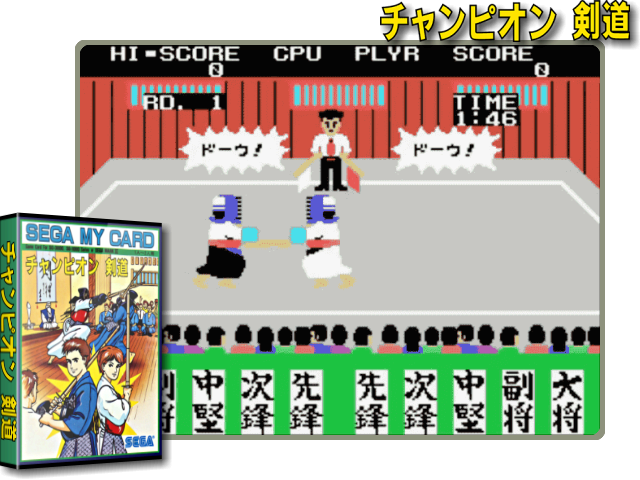 チャンピオン 剣道
HI-SCORE CPU PLYR SCORE
0 0
RD. 1
TIME
1:46
ドーウ! ドーウ!
副将 中堅 次鋒 先鋒 先鋒 次鋒 中堅 副将 大将
SEGA MY CARD
チャンピオン 剣道
チャンピオン 剣道
SEGA